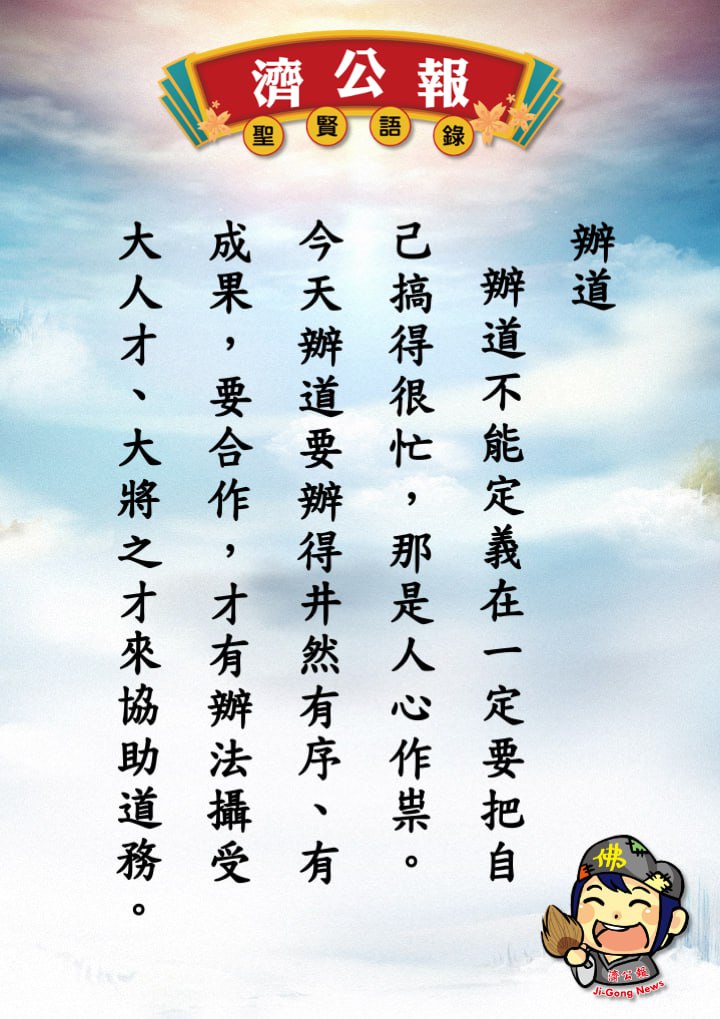 濟公報
聖賢語錄
辦道
辦道不能定義在一定要把自
己搞得很忙，那是人心作祟。
今天辦道要辦得井然有序、有
成果，要合作，才有辦法攝受
大人才、大將之才來協助道務。
佛
濟公報
Ji-Gong News